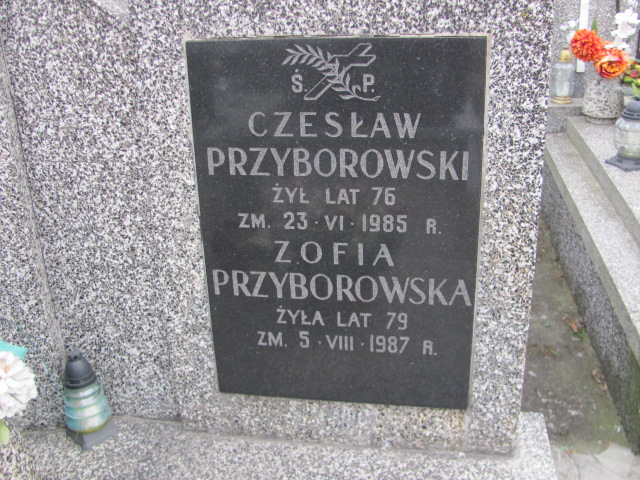 Ś. P.
CZESŁAW
PRZYBOROWSKI
ŻYŁ LAT 76
ZM. 23·VI·1985 R.
ZOFIA
PRZYBOROWSKA
ŻYŁA LAT 79
ZM. 5·VIII·1987 R.